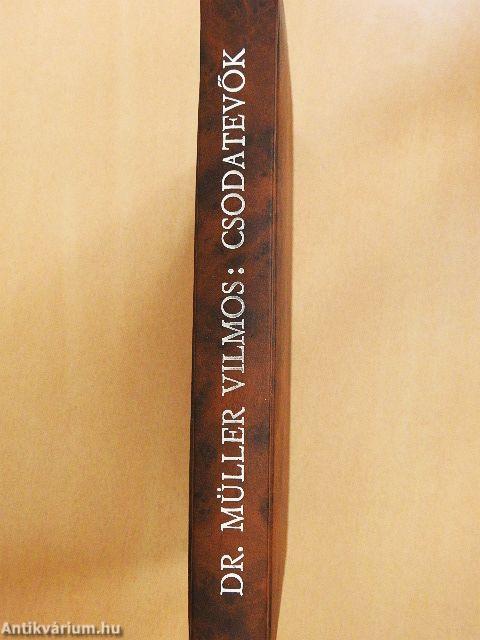 DR. MÜLLER VILMOS: CSODATEVŐK
Antikvárium.hu